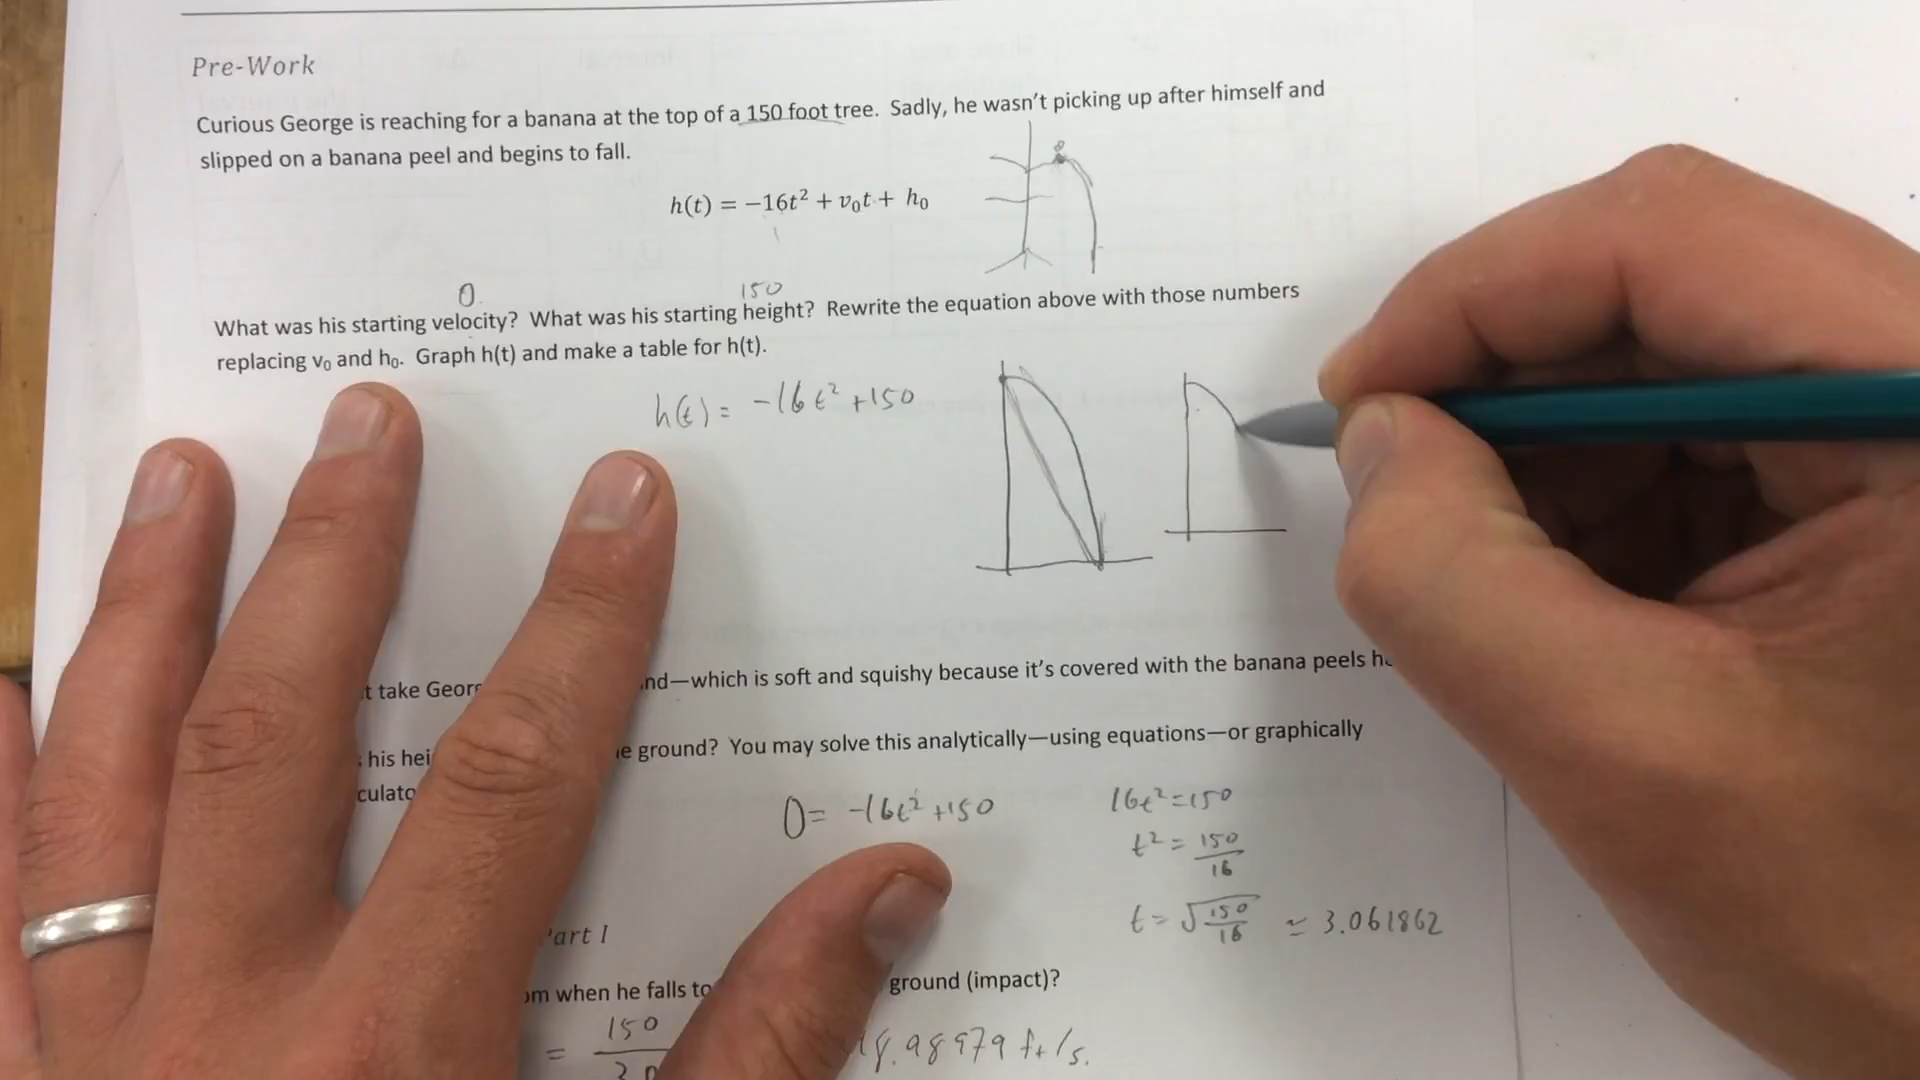 Pre-Work
Curious George is reaching for a banana at the top of a 150 foot tree. Sadly, he wasn't picking up after himself and
slipped on a banana peel and begins to fall.
h(t) = −16t² + v₀t + h₀
0 150
What was his starting velocity? What was his starting height? Rewrite the equation above with those numbers
replacing v₀ and h₀. Graph h(t) and make a table for h(t).
h(t) = -16t² +150
t take nd—which is soft and squishy because it's covered with the banana peels
his ground? You may solve this analytically—using equations—or graphically
0= -16t² +150
16t²=150
t² = 150/16
t = √150/16 ≃ 3.061862
art I
when he falls to ground (impact)?
= 150
8.98979 ft/s.